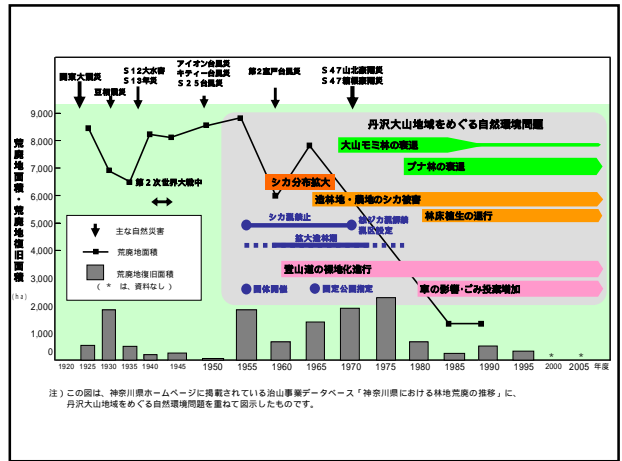 関東大震災
豆相震災
S12大水害
S13年災
アイオン台風災
キティー台風災
S25台風災
第2室戸台風災
S47山北豪雨災
S47箱根豪雨災
荒廃地面積・荒廃地復旧面積
(ha)
9,000
8,000
7,000
6,000
5,000
4,000
3,000
2,000
1,000
0
丹沢大山地域をめぐる自然環境問題
大山モミ林の衰退
ブナ林の衰退
シカ分布拡大
造林地・農地のシカ被害
林床植生の退行
シカ猟禁止
雄ジカ猟解禁
猟区設定
拡大造林期
登山道の裸地化進行
国体開催
国定公園指定
車の影響・ごみ投棄増加
第2次世界大戦中
主な自然災害
荒廃地面積
荒廃地復旧面積
(* は、資料なし)
* *
1920 1925 1930 1935 1940 1945 1950 1955 1960 1965 1970 1975 1980 1985 1990 1995 2000 2005 年度
注)この図は、神奈川県ホームページに掲載されている治山事業データベース「神奈川県における林地荒廃の推移」に、
丹沢大山地域をめぐる自然環境問題を重ねて図示したものです。